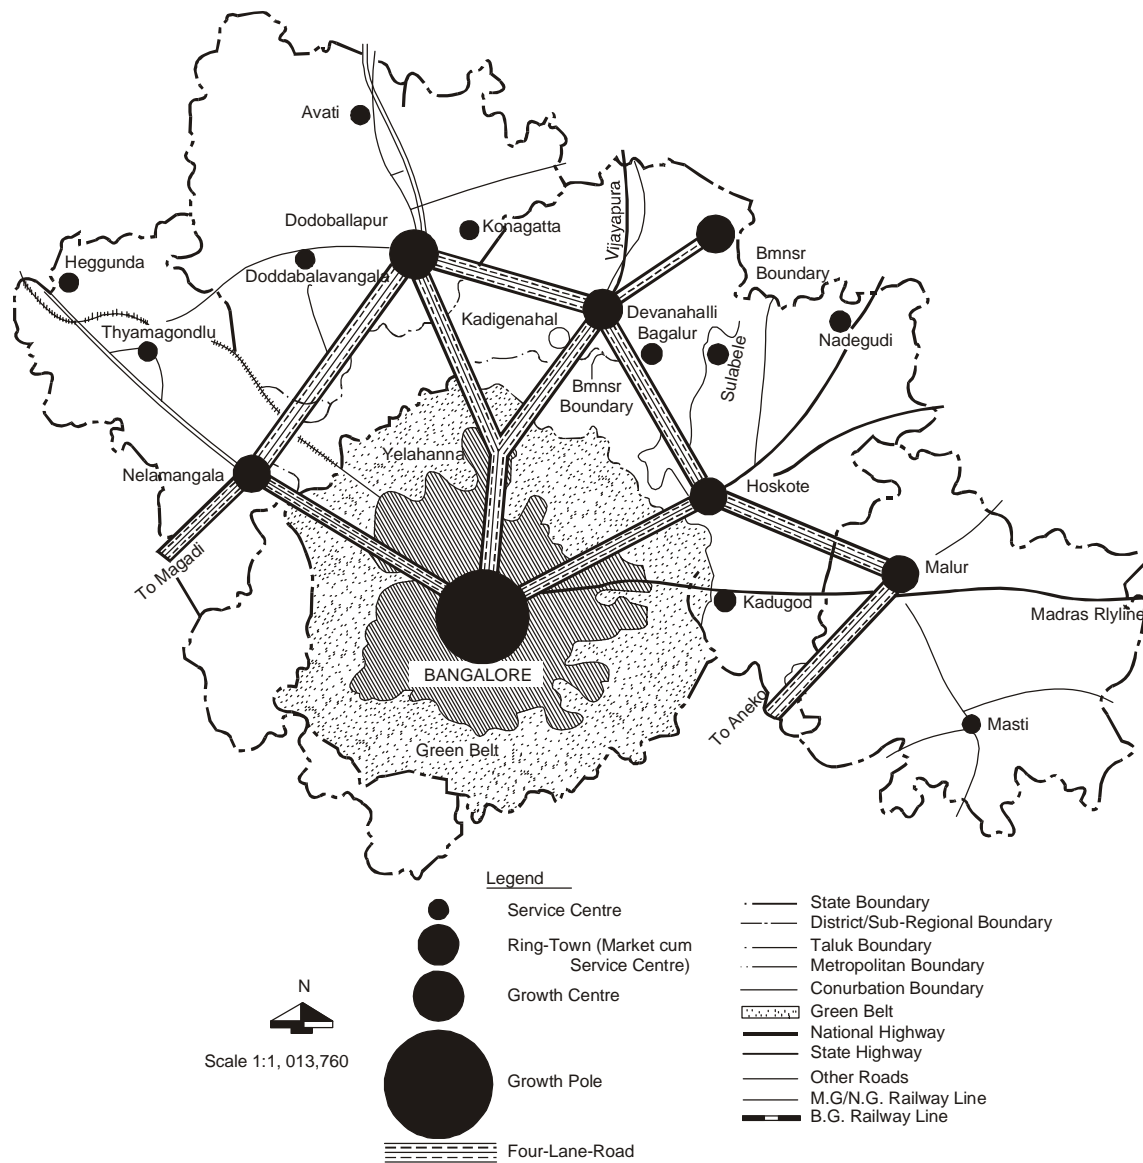 Avati
Dodoballapur
Konagatta
Vijayapura
Bmnsr
Boundary
Heggunda
Doddabalavangala
Kadigenahal
Devanahalli
Bagalur
Sulabele
Nadegudi
Thyamagondlu
Bmnsr
Boundary
Yelahanna
Nelamangala
Hoskote
To Magadi
Malur
Kadugod
Madras Rlyline
BANGALORE
To Aneko
Masti
Green Belt
Legend
Service Centre
Ring-Town (Market cum
Service Centre)
Growth Centre
Growth Pole
Four-Lane-Road
N
Scale 1:1, 013,760
State Boundary
District/Sub-Regional Boundary
Taluk Boundary
Metropolitan Boundary
Conurbation Boundary
Green Belt
National Highway
State Highway
Other Roads
M.G/N.G. Railway Line
B.G. Railway Line